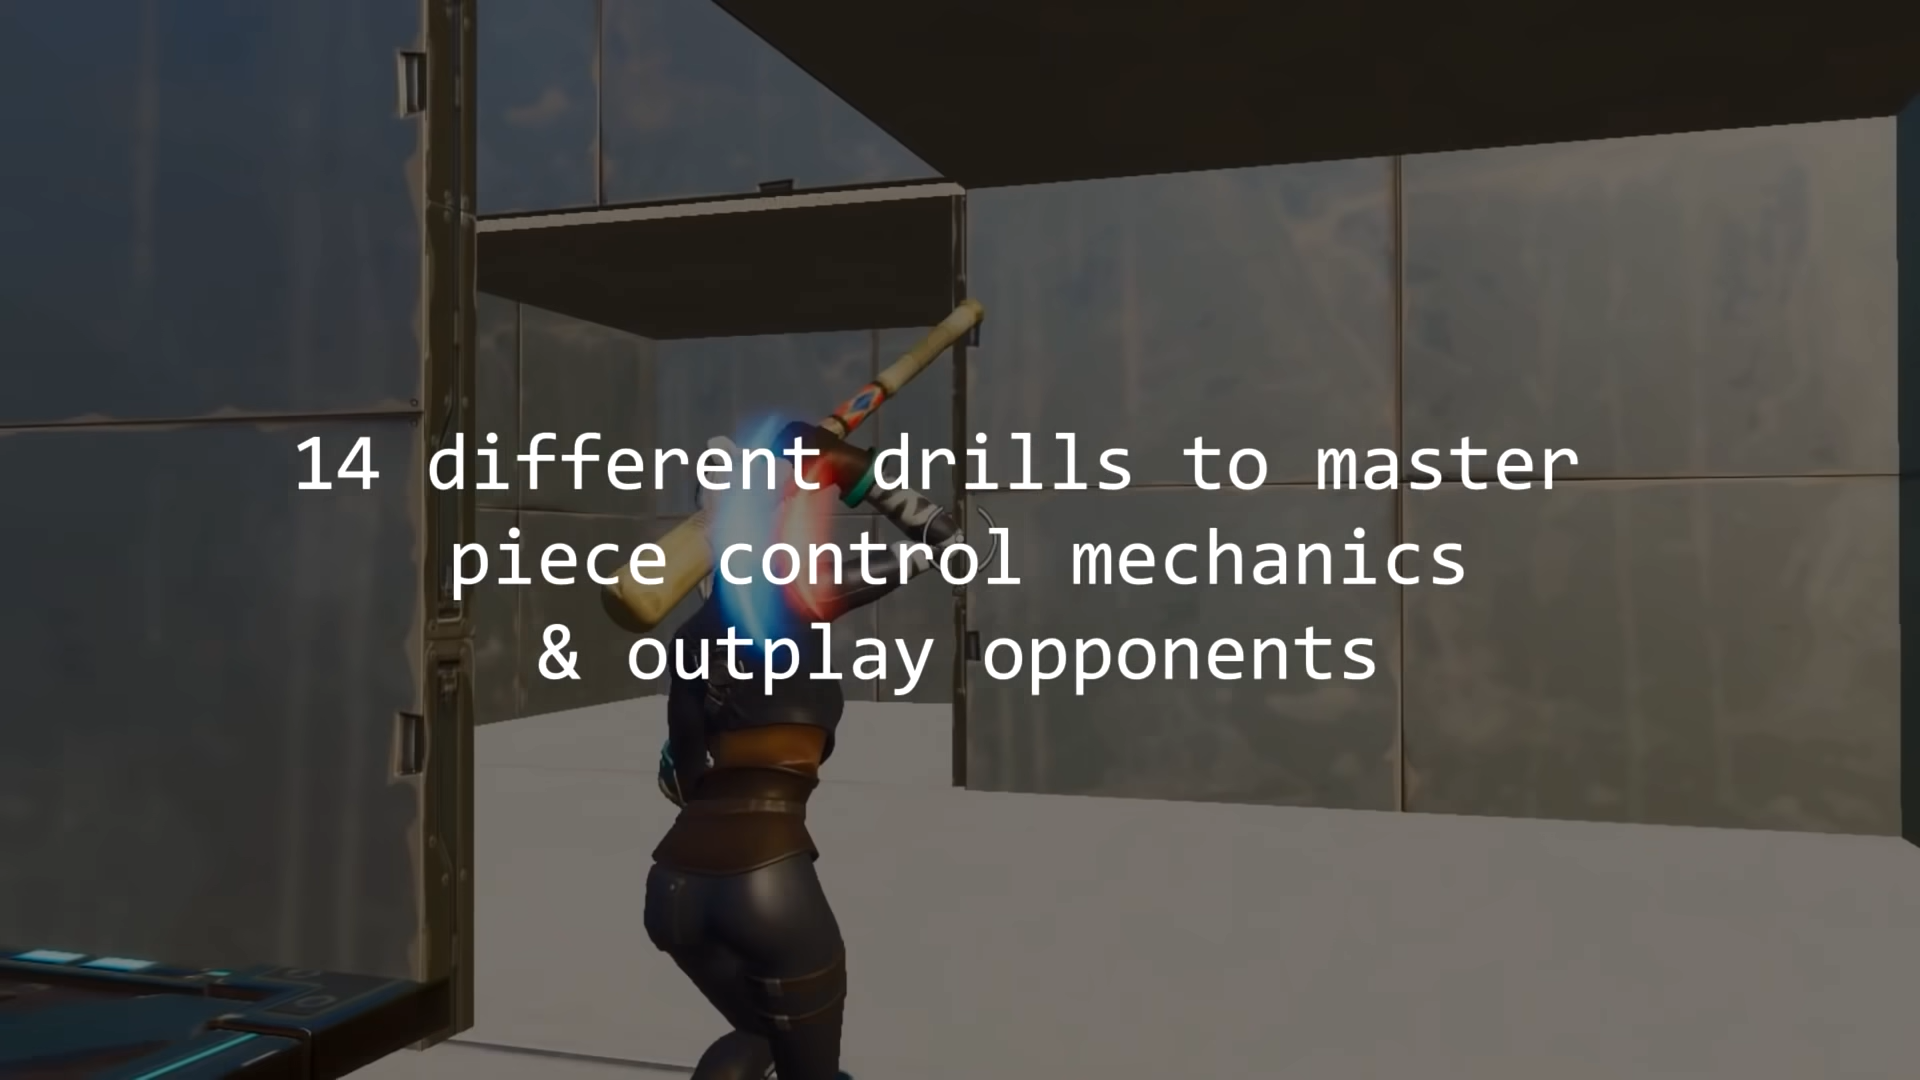 14 different drills to master
piece control mechanics
& outplay opponents